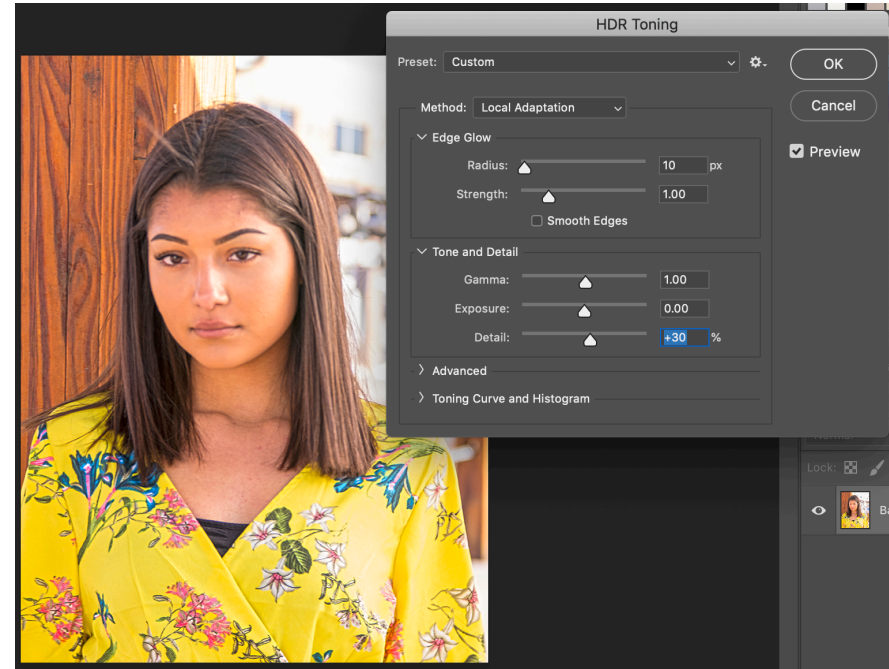 HDR Toning
Preset: Custom
OK
Method: Local Adaptation
Cancel
Edge Glow
Preview
Radius: 10 px
Strength: 1.00
Smooth Edges
Tone and Detail
Gamma: 1.00
Exposure: 0.00
Detail: +30 %
Advanced
Toning Curve and Histogram
Lock: